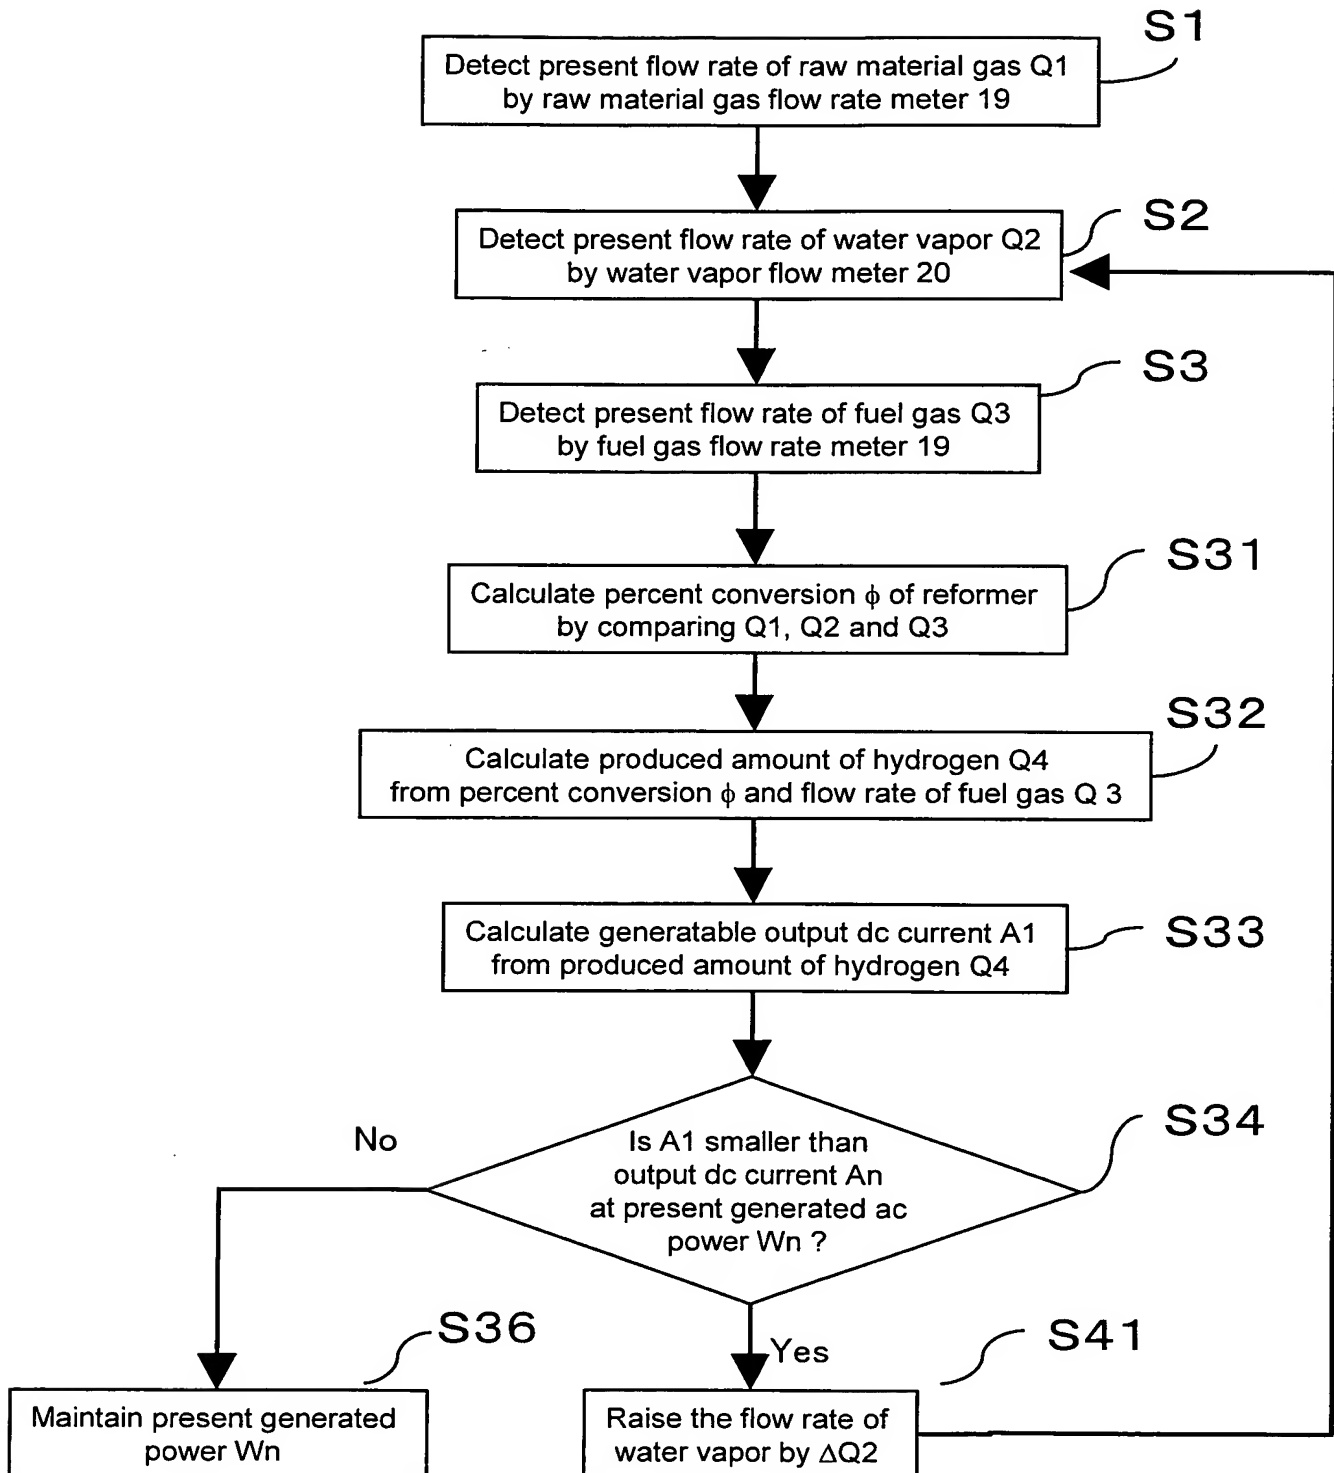 S1
Detect present flow rate of raw material gas Q1
by raw material gas flow rate meter 19
S2
Detect present flow rate of water vapor Q2
by water vapor flow meter 20
S3
Detect present flow rate of fuel gas Q3
by fuel gas flow rate meter 19
S31
Calculate percent conversion ϕ of reformer
by comparing Q1, Q2 and Q3
S32
Calculate produced amount of hydrogen Q4
from percent conversion ϕ and flow rate of fuel gas Q 3
S33
Calculate generatable output dc current A1
from produced amount of hydrogen Q4
S34
No
Is A1 smaller than
output dc current An
at present generated ac
power Wn ?
S36
Yes
S41
Maintain present generated
power Wn
Raise the flow rate of
water vapor by ΔQ2